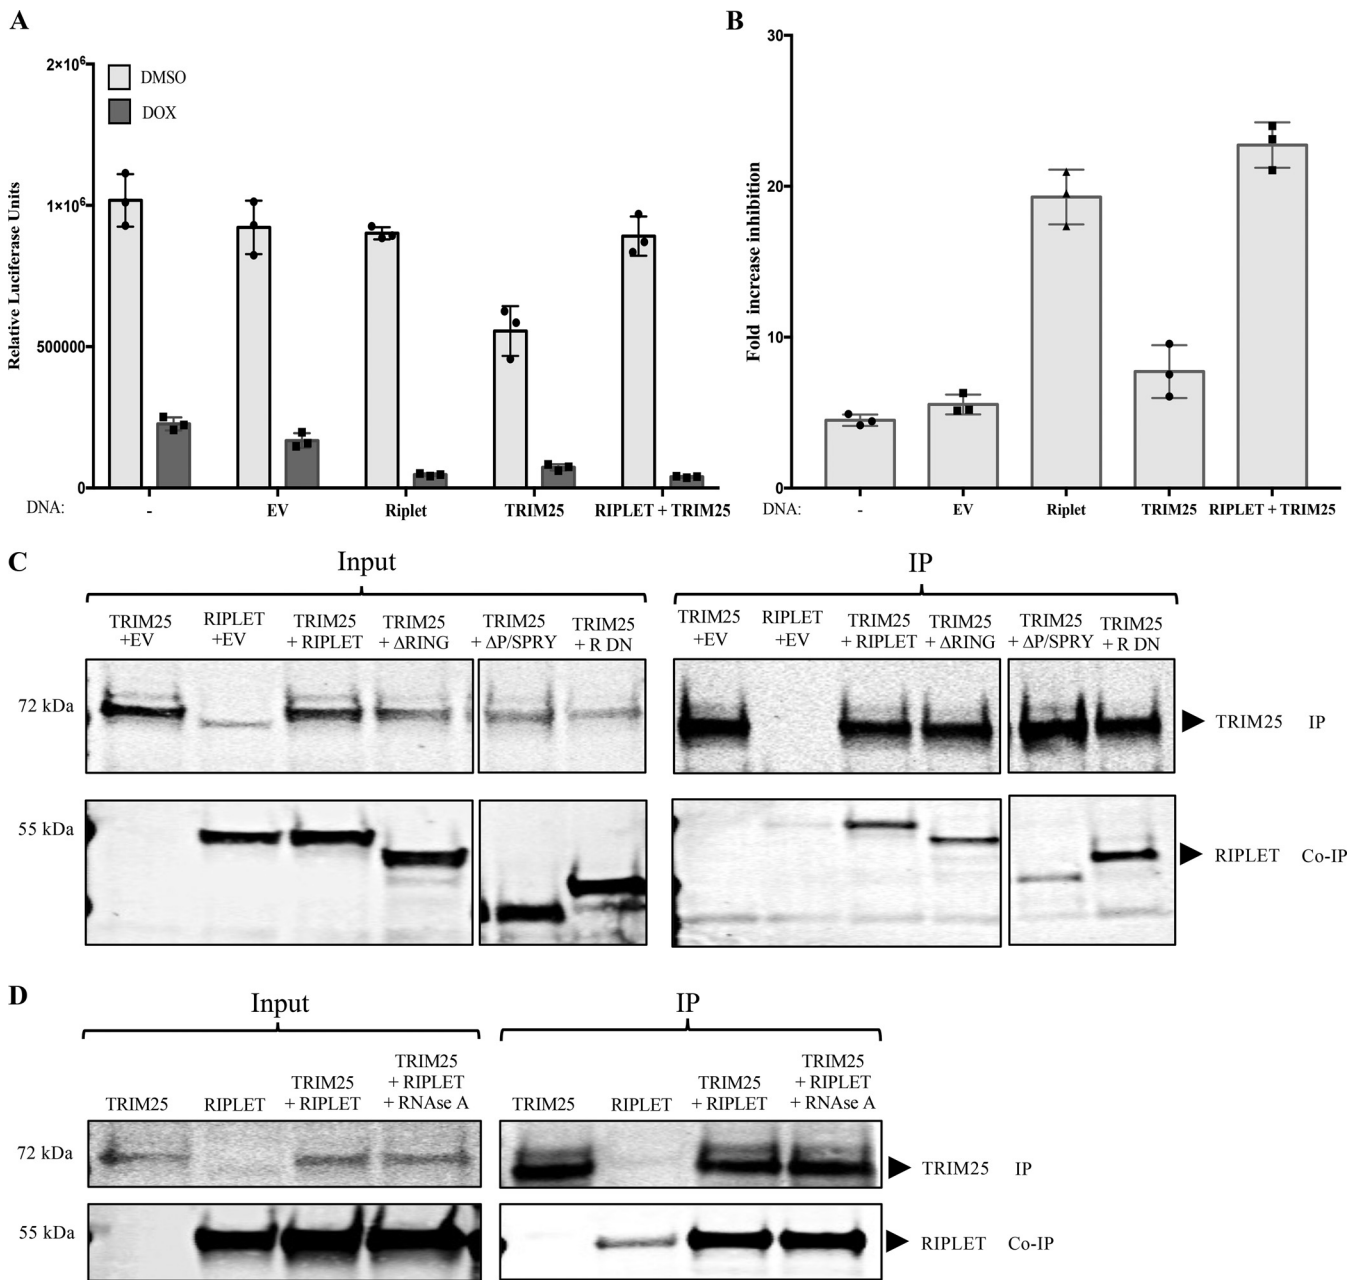 A
B
2×10⁶
1×10⁶
500000
0
Relative Luciferase Units
DMSO
DOX
DNA:
-
EV
Riplet
TRIM25
RIPLET + TRIM25
30
20
10
0
Fold increase inhibition
DNA:
-
EV
Riplet
TRIM25
RIPLET + TRIM25
C
Input
IP
TRIM25
+EV
RIPLET
+EV
TRIM25
+ RIPLET
TRIM25
+ ΔRING
TRIM25
+ ΔP/SPRY
TRIM25
+ R DN
TRIM25
+EV
RIPLET
+EV
TRIM25
+ RIPLET
TRIM25
+ ΔRING
TRIM25
+ ΔP/SPRY
TRIM25
+ R DN
72 kDa
TRIM25 IP
55 kDa
RIPLET Co-IP
D
Input
IP
TRIM25
RIPLET
TRIM25
+ RIPLET
TRIM25
+ RIPLET
+ RNAse A
TRIM25
RIPLET
TRIM25
+ RIPLET
TRIM25
+ RIPLET
+ RNAse A
72 kDa
TRIM25 IP
55 kDa
RIPLET Co-IP